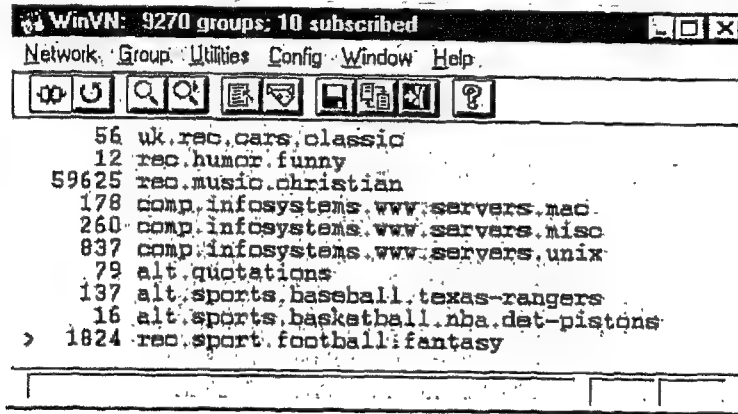 WinVN: 9270 groups; 10 subscribed
Network Group Utilities Config Window Help
56 uk.rec.cars.classic
12 rec.humor.funny
59625 rec.music.christian
178 comp.infosystems.www.servers.mac
260 comp.infosystems.www.servers.misc
837 comp.infosystems.www.servers.unix
79 alt.quotations
137 alt.sports.baseball.texas-rangers
16 alt.sports.basketball.nba.det-pistons
> 1824 rec.sport.football.fantasy